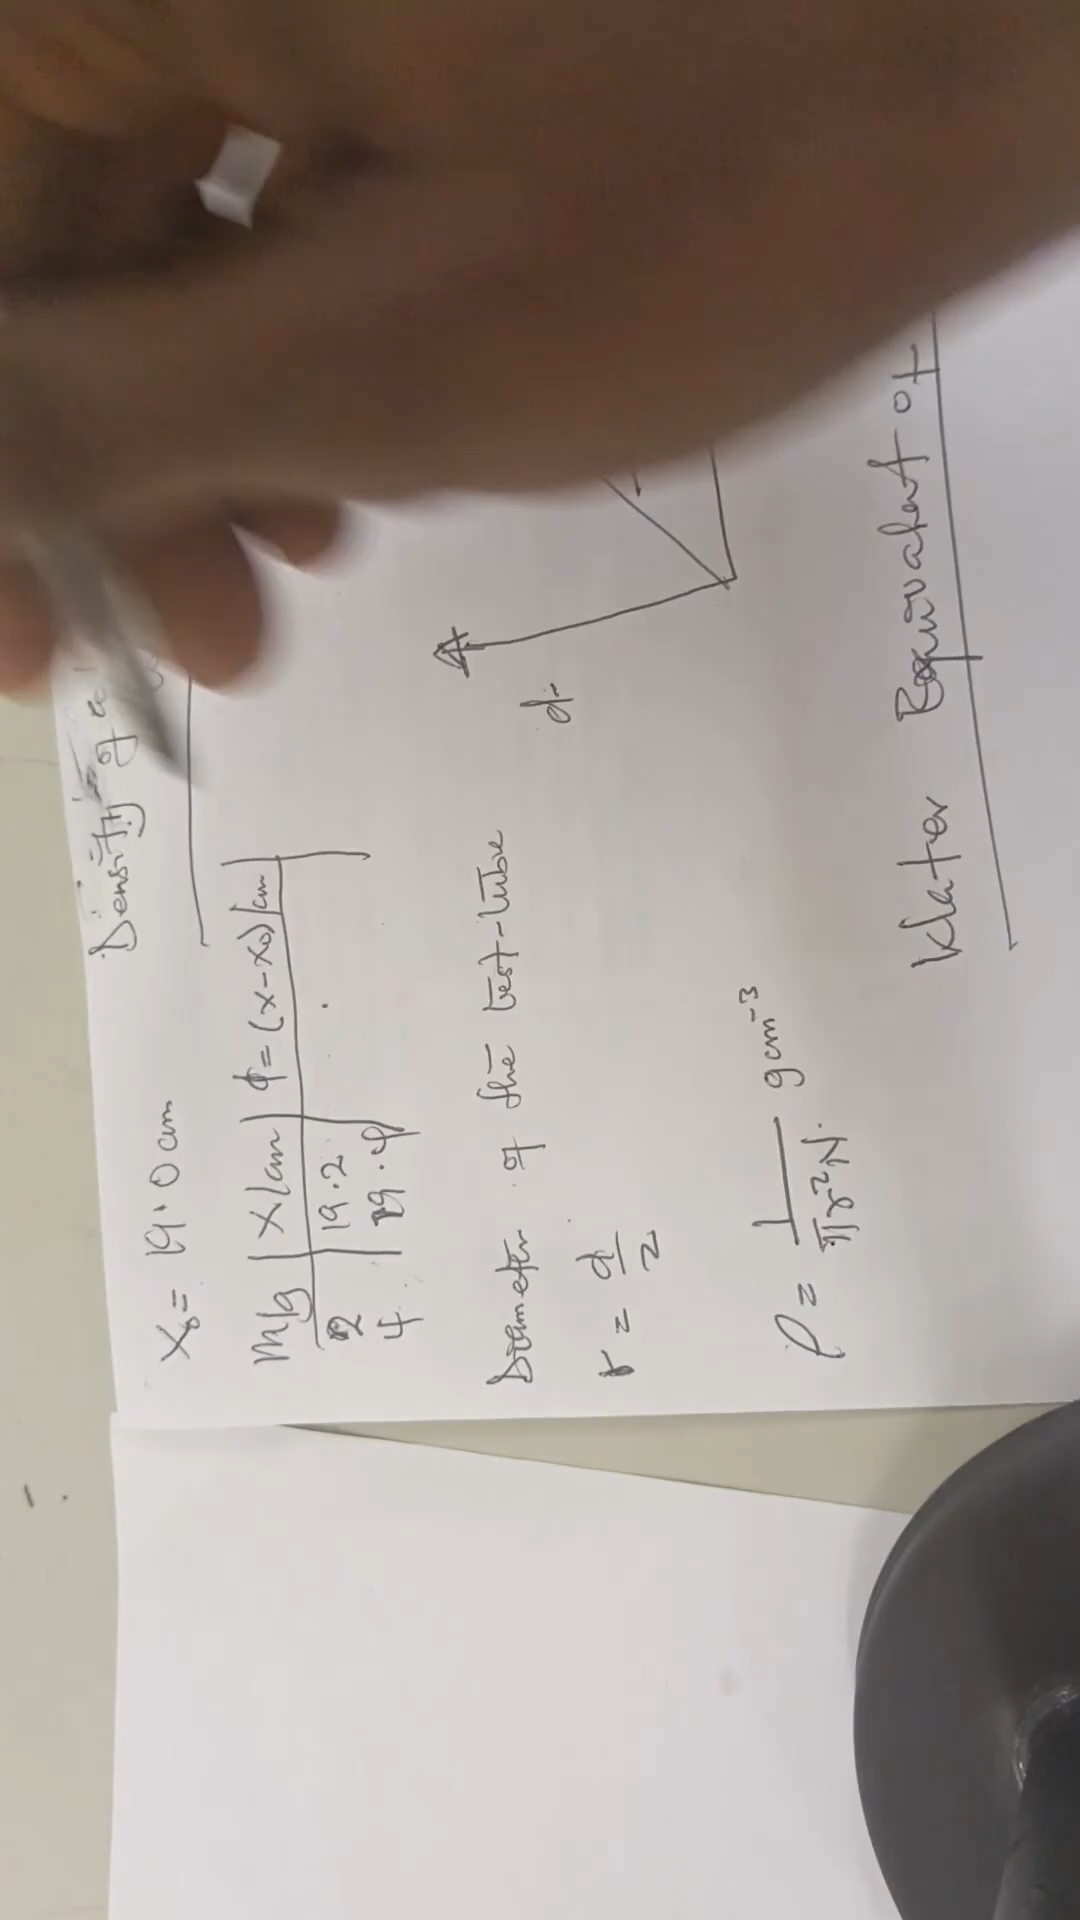 Density of a
X₀ = 19.0 cm
M/g | X/cm | ϕ = (x-x₀)/cm
2 | 19.2
4 | 19.4
Diameter of the test-tube
r = d/2
ρ = 1/πr²N gcm⁻³
Water Equivalent of